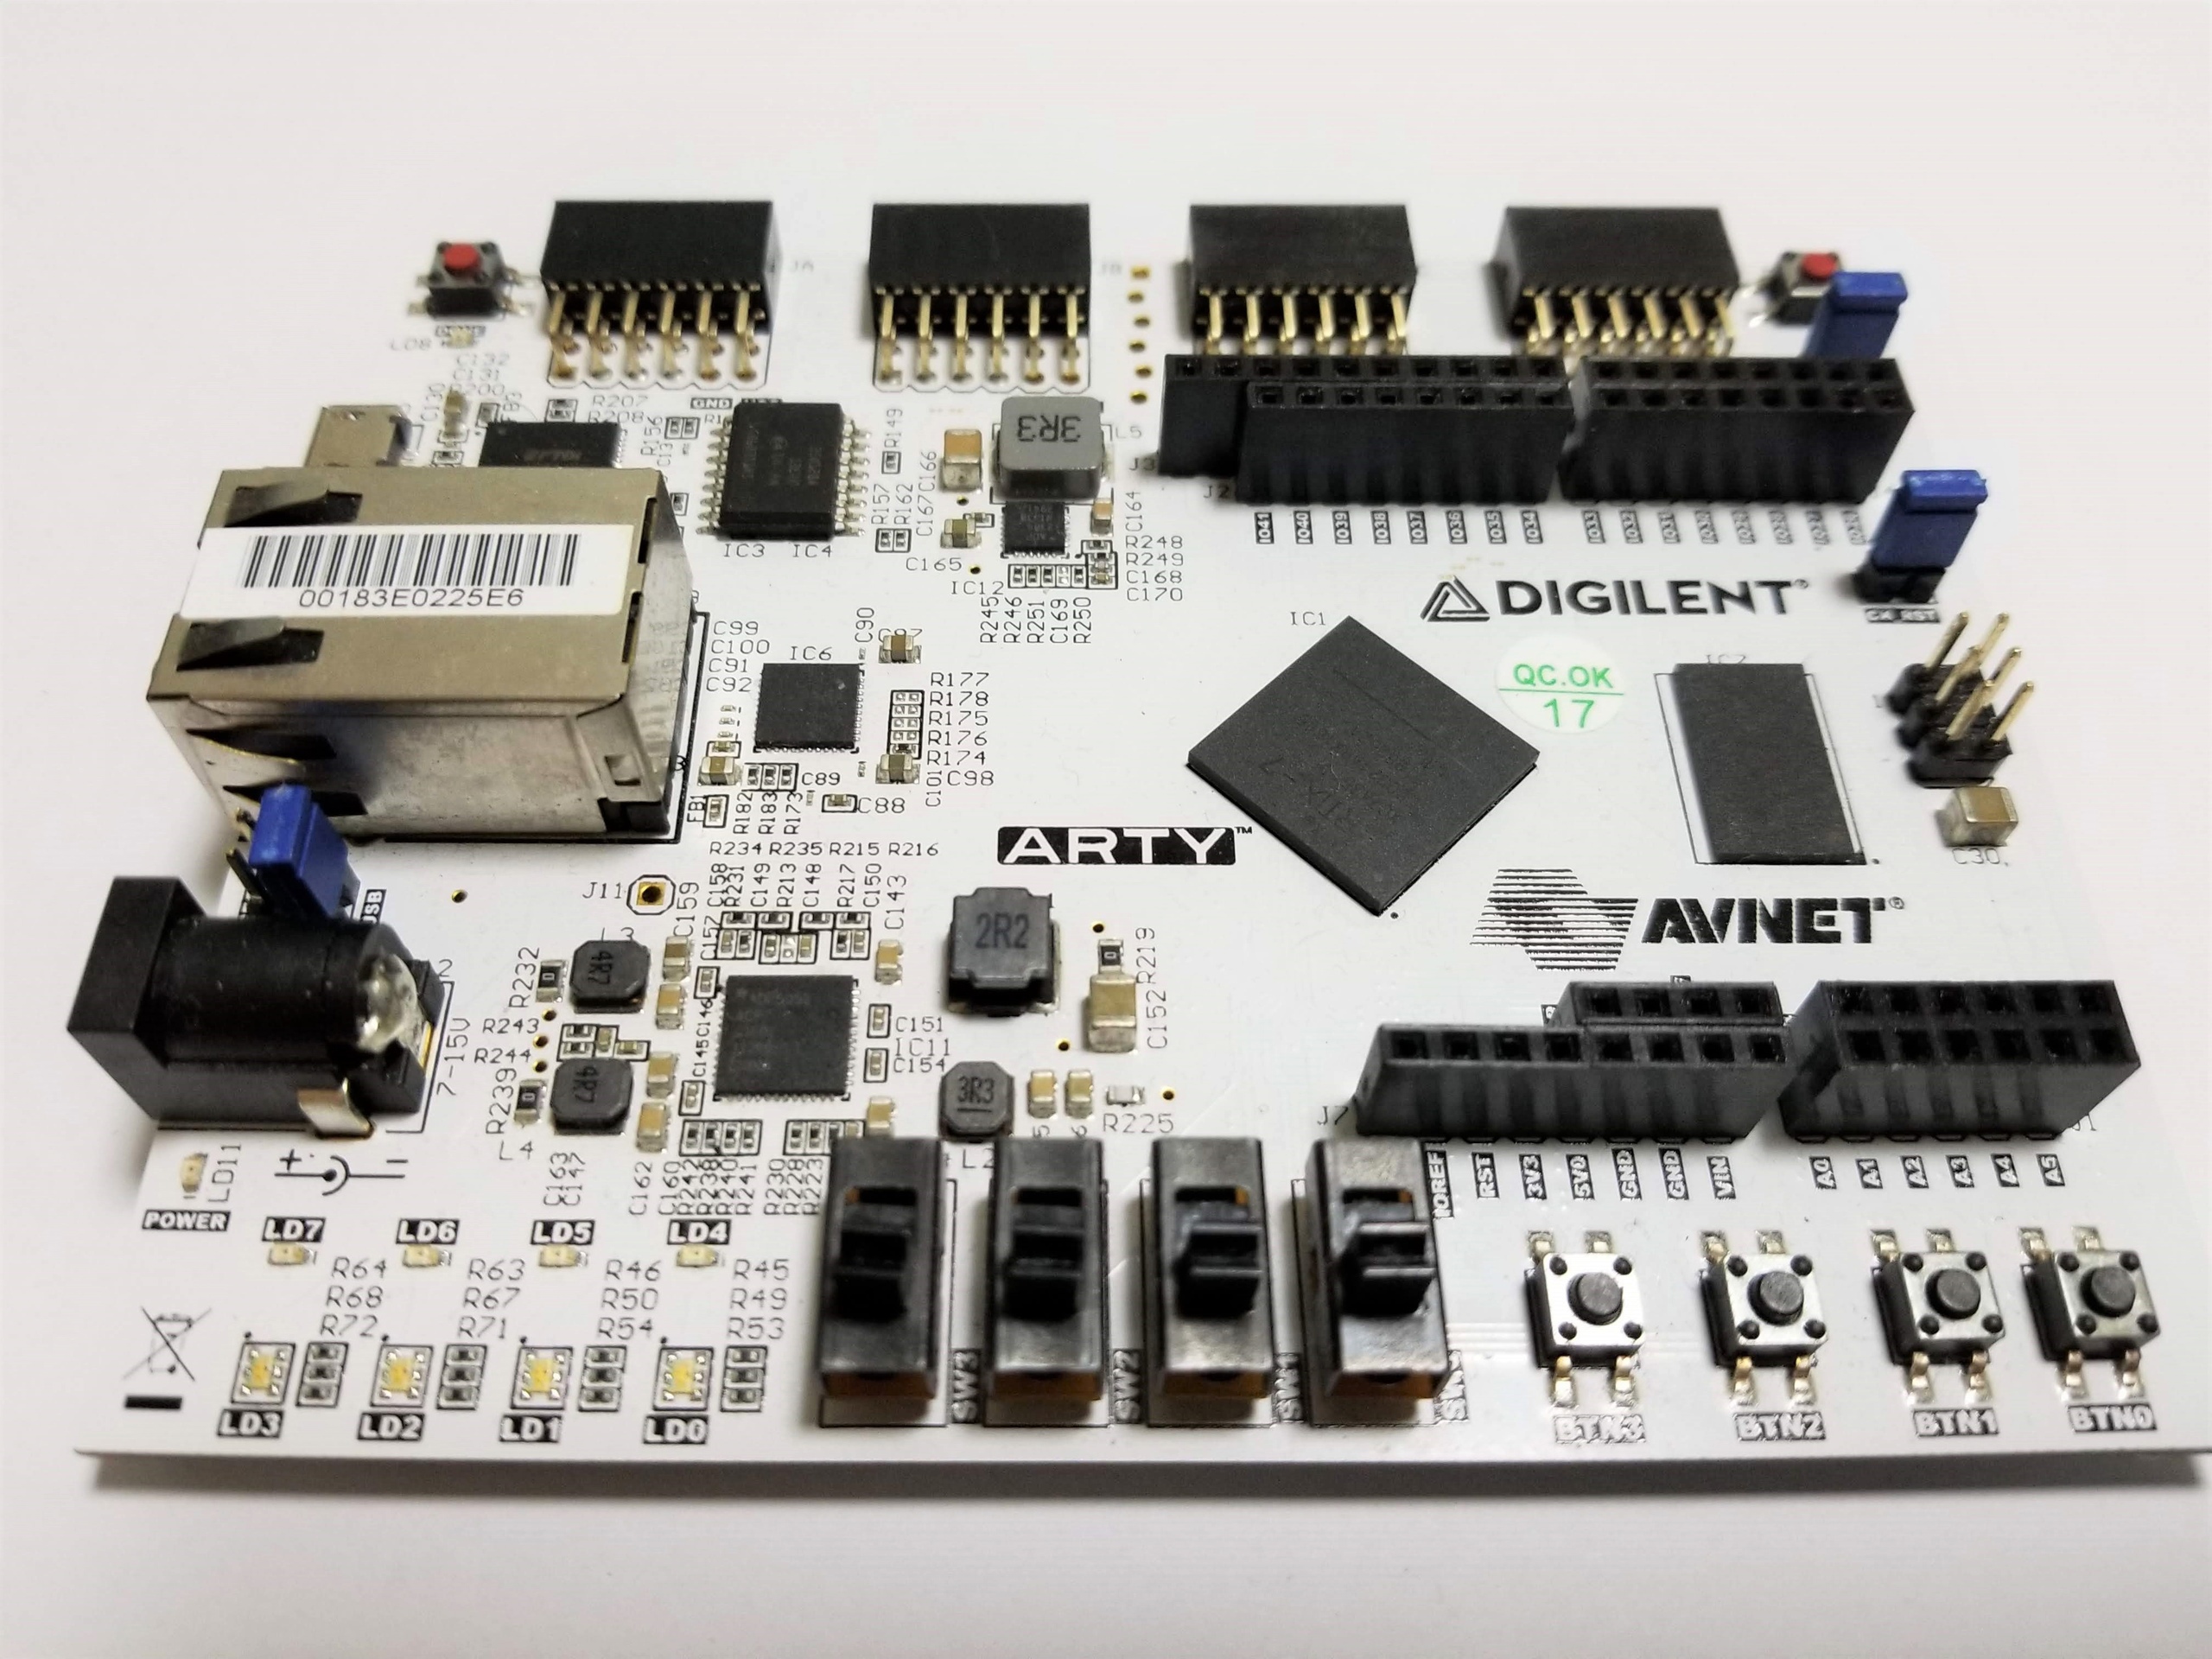 JA
JB
LD8
C132
C131
R200
C130
R207
R208
R156
GND
R149
3R3
L5
J3
J2
IC3 IC4
R157
R162
C167
C166
C164
C165
IC12
R248
R249
C168
C170
R245
R246
R251
C169
R250
IO41
IO40
IO39
IO38
IO37
IO36
IO35
IO34
IO33
IO32
IO31
IO30
00183E0225E6
DIGILENT®
CK_RST
IC1
QC.OK
17
C99
C100
C91
C92
IC6
C90
R177
R178
R175
R176
R174
C98
C101
C89
C88
FB1
R182
R183
R173
ARTY™
C30
AVNET®
R234 R235 R215 R216
C158
R231
C149
R213
C148
R217
C150
C143
C157
C159
J11
USB
2R2
R219
C152
R232
4R7
R243
R244
7-15V
R239
4R7
L4
C145
C146
C151
IC11
C154
3R3
R225
J7
C163
C147
C162
C160
R242
R238
R240
R241
R230
R228
R223
L2
IOREF
RST
3V3
5V0
GND
GND
VIN
A0
A1
A2
A3
A4
A5
LD11
+ -
POWER
LD7
LD6
LD5
LD4
R64
R68
R72
R63
R67
R71
R46
R50
R54
R45
R49
R53
LD3
LD2
LD1
LD0
SW3
SW2
SW1
BTN3
BTN2
BTN1
BTN0